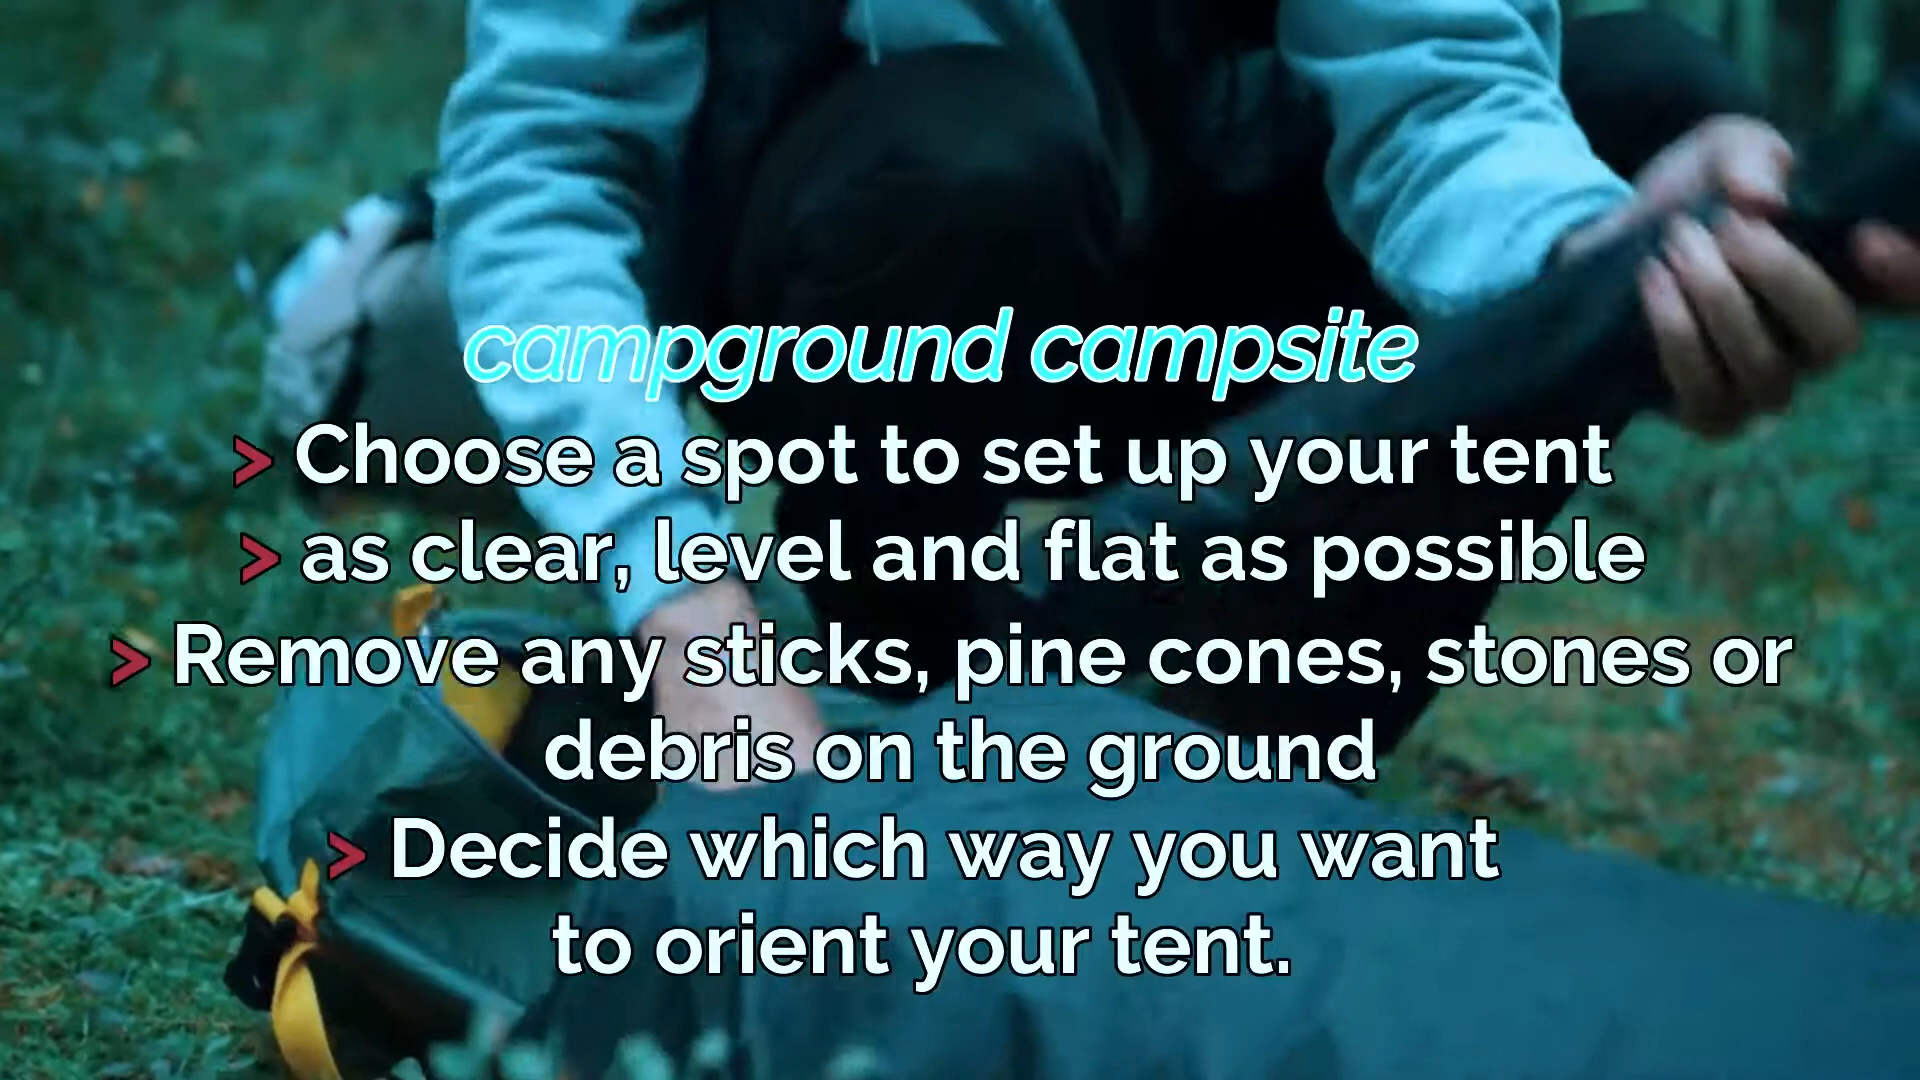 campground campsite
> Choose a spot to set up your tent
> as clear, level and flat as possible
> Remove any sticks, pine cones, stones or
debris on the ground
> Decide which way you want
to orient your tent.